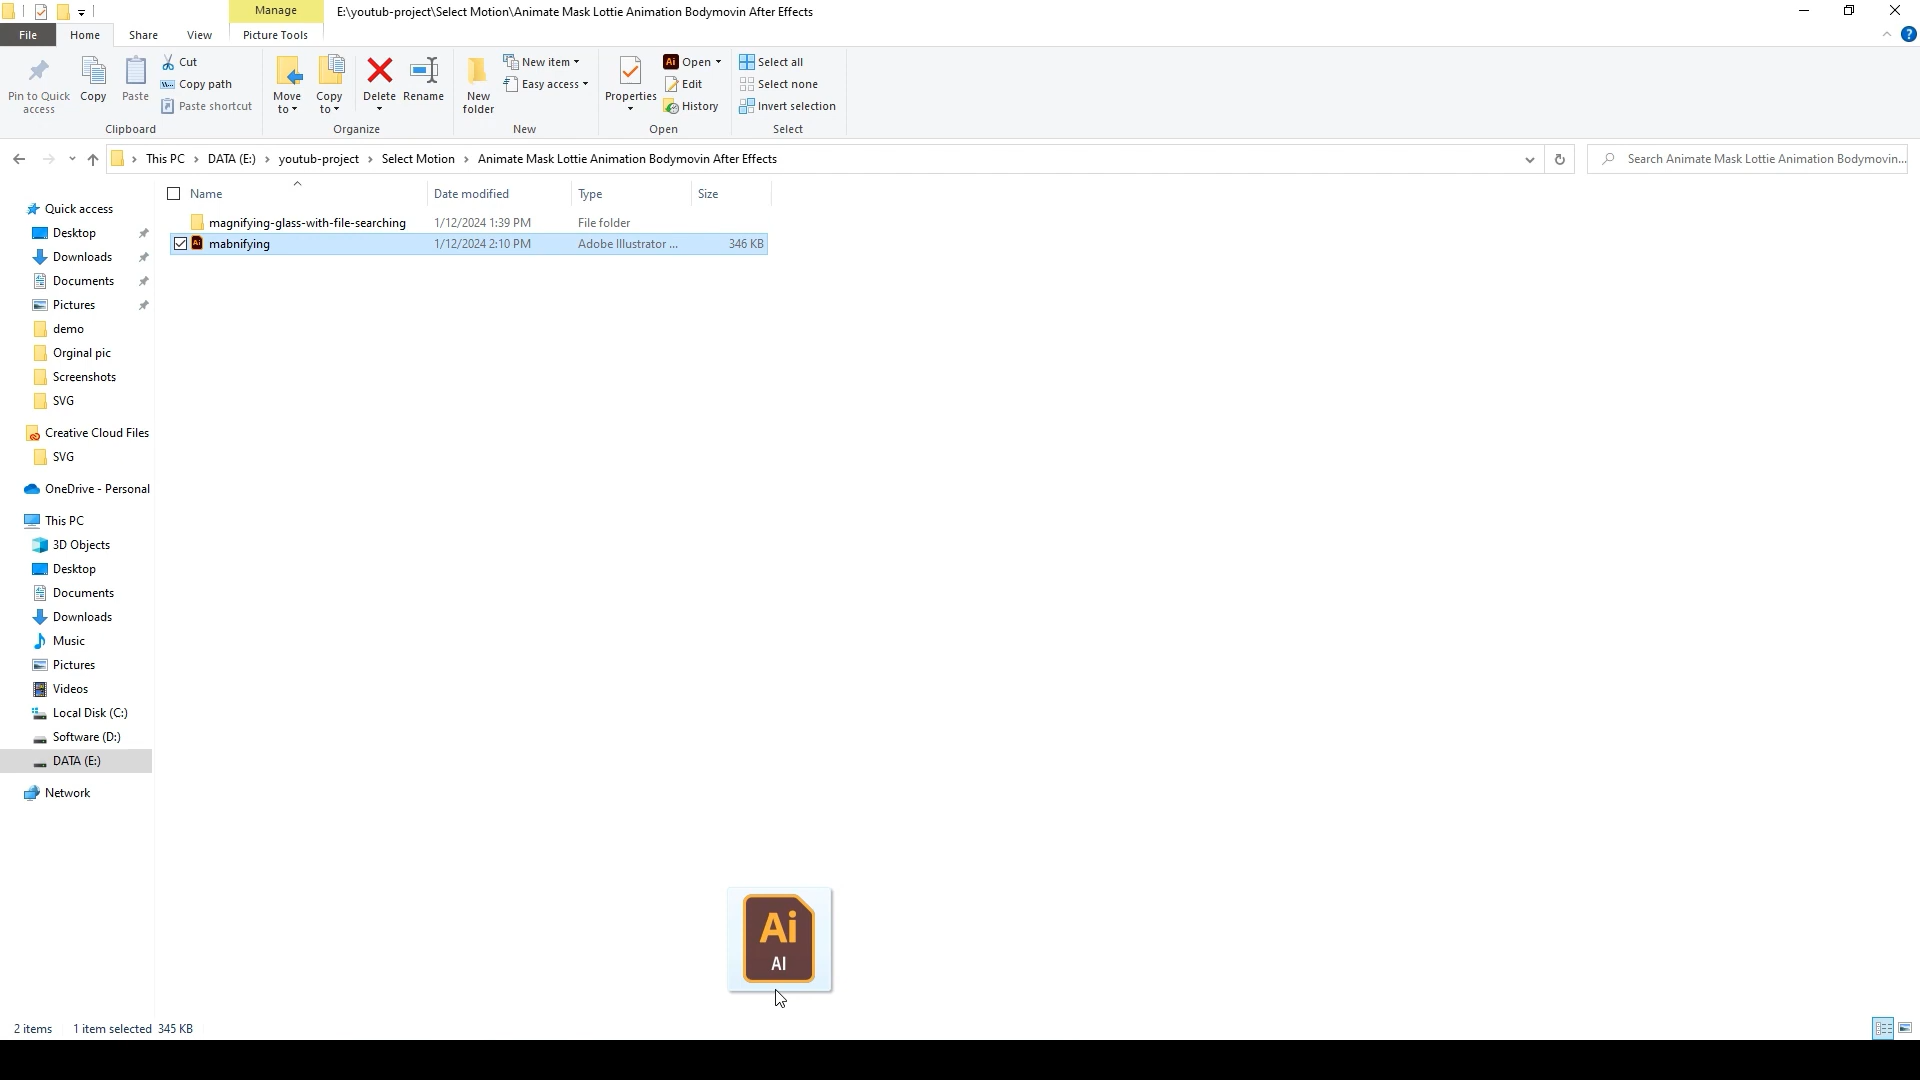 Manage
E:\youtub-project\Select Motion\Animate Mask Lottie Animation Bodymovin After Effects
File
Home
Share
View
Picture Tools
?
Pin to Quick access
Copy
Paste
Cut
Copy path
Paste shortcut
Clipboard
Move to
Copy to
Delete
Rename
Organize
New folder
New item
Easy access
New
Properties
Ai Open
Edit
History
Open
Select all
Select none
Invert selection
Select
This PC > DATA (E:) > youtub-project > Select Motion > Animate Mask Lottie Animation Bodymovin After Effects
Search Animate Mask Lottie Animation Bodymovin...
Name Date modified Type Size
magnifying-glass-with-file-searching 1/12/2024 1:39 PM File folder
Ai mabnifying 1/12/2024 2:10 PM Adobe Illustrator ... 346 KB
Quick access
Desktop
Downloads
Documents
Pictures
demo
Orginal pic
Screenshots
SVG
Creative Cloud Files
SVG
OneDrive - Personal
This PC
3D Objects
Desktop
Documents
Downloads
Music
Pictures
Videos
Local Disk (C:)
Software (D:)
DATA (E:)
Network
Ai
AI
2 items 1 item selected 345 KB